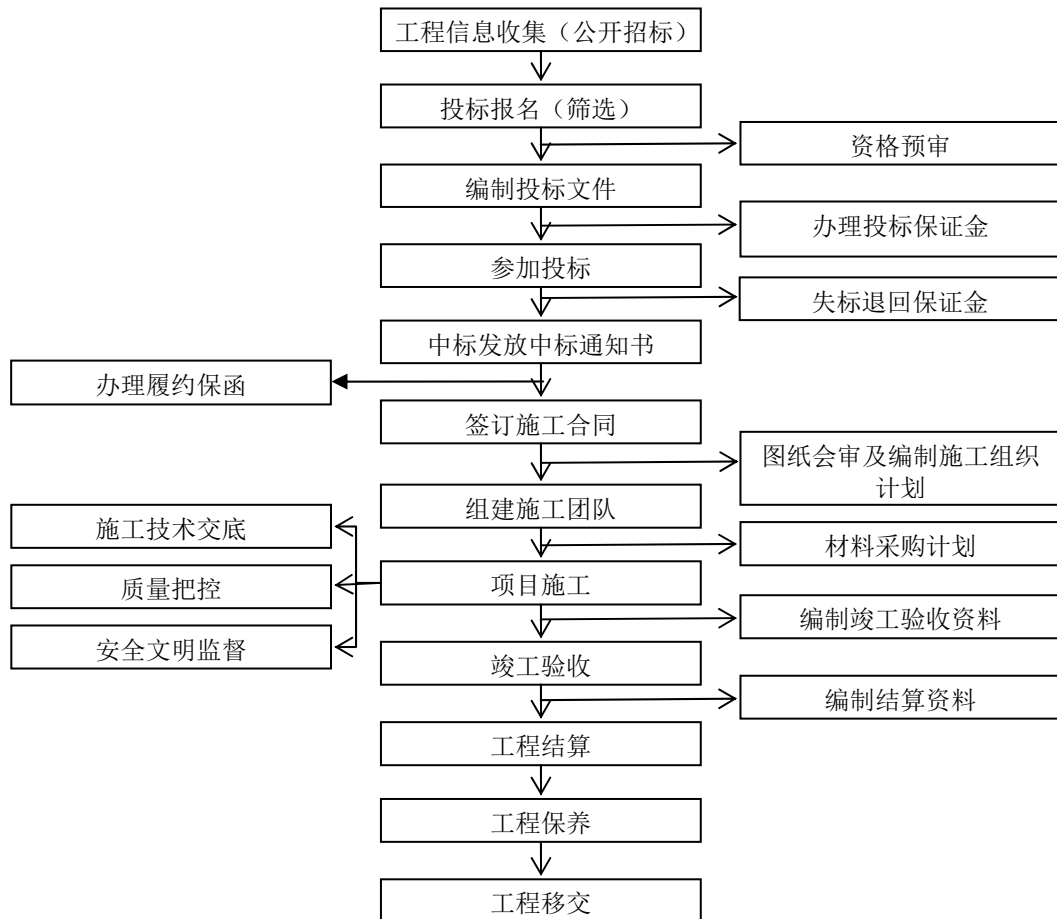 工程信息收集（公开招标）
投标报名（筛选）
资格预审
编制投标文件
办理投标保证金
参加投标
失标退回保证金
中标发放中标通知书
办理履约保函
签订施工合同
图纸会审及编制施工组织
计划
组建施工团队
施工技术交底
材料采购计划
项目施工
质量把控
编制竣工验收资料
安全文明监督
竣工验收
编制结算资料
工程结算
工程保养
工程移交